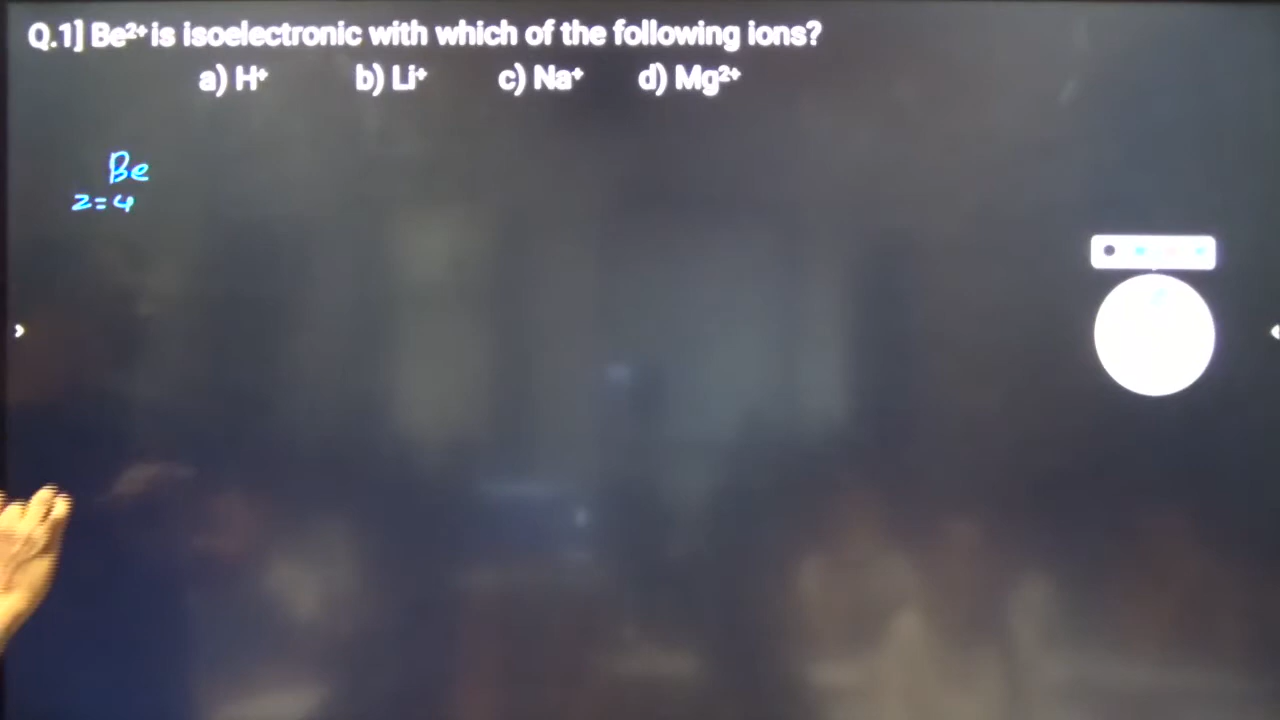 Q.1] Be²⁺ is isoelectronic with which of the following ions?
a) H⁺ b) Li⁺ c) Na⁺ d) Mg²⁺
Be
z=4